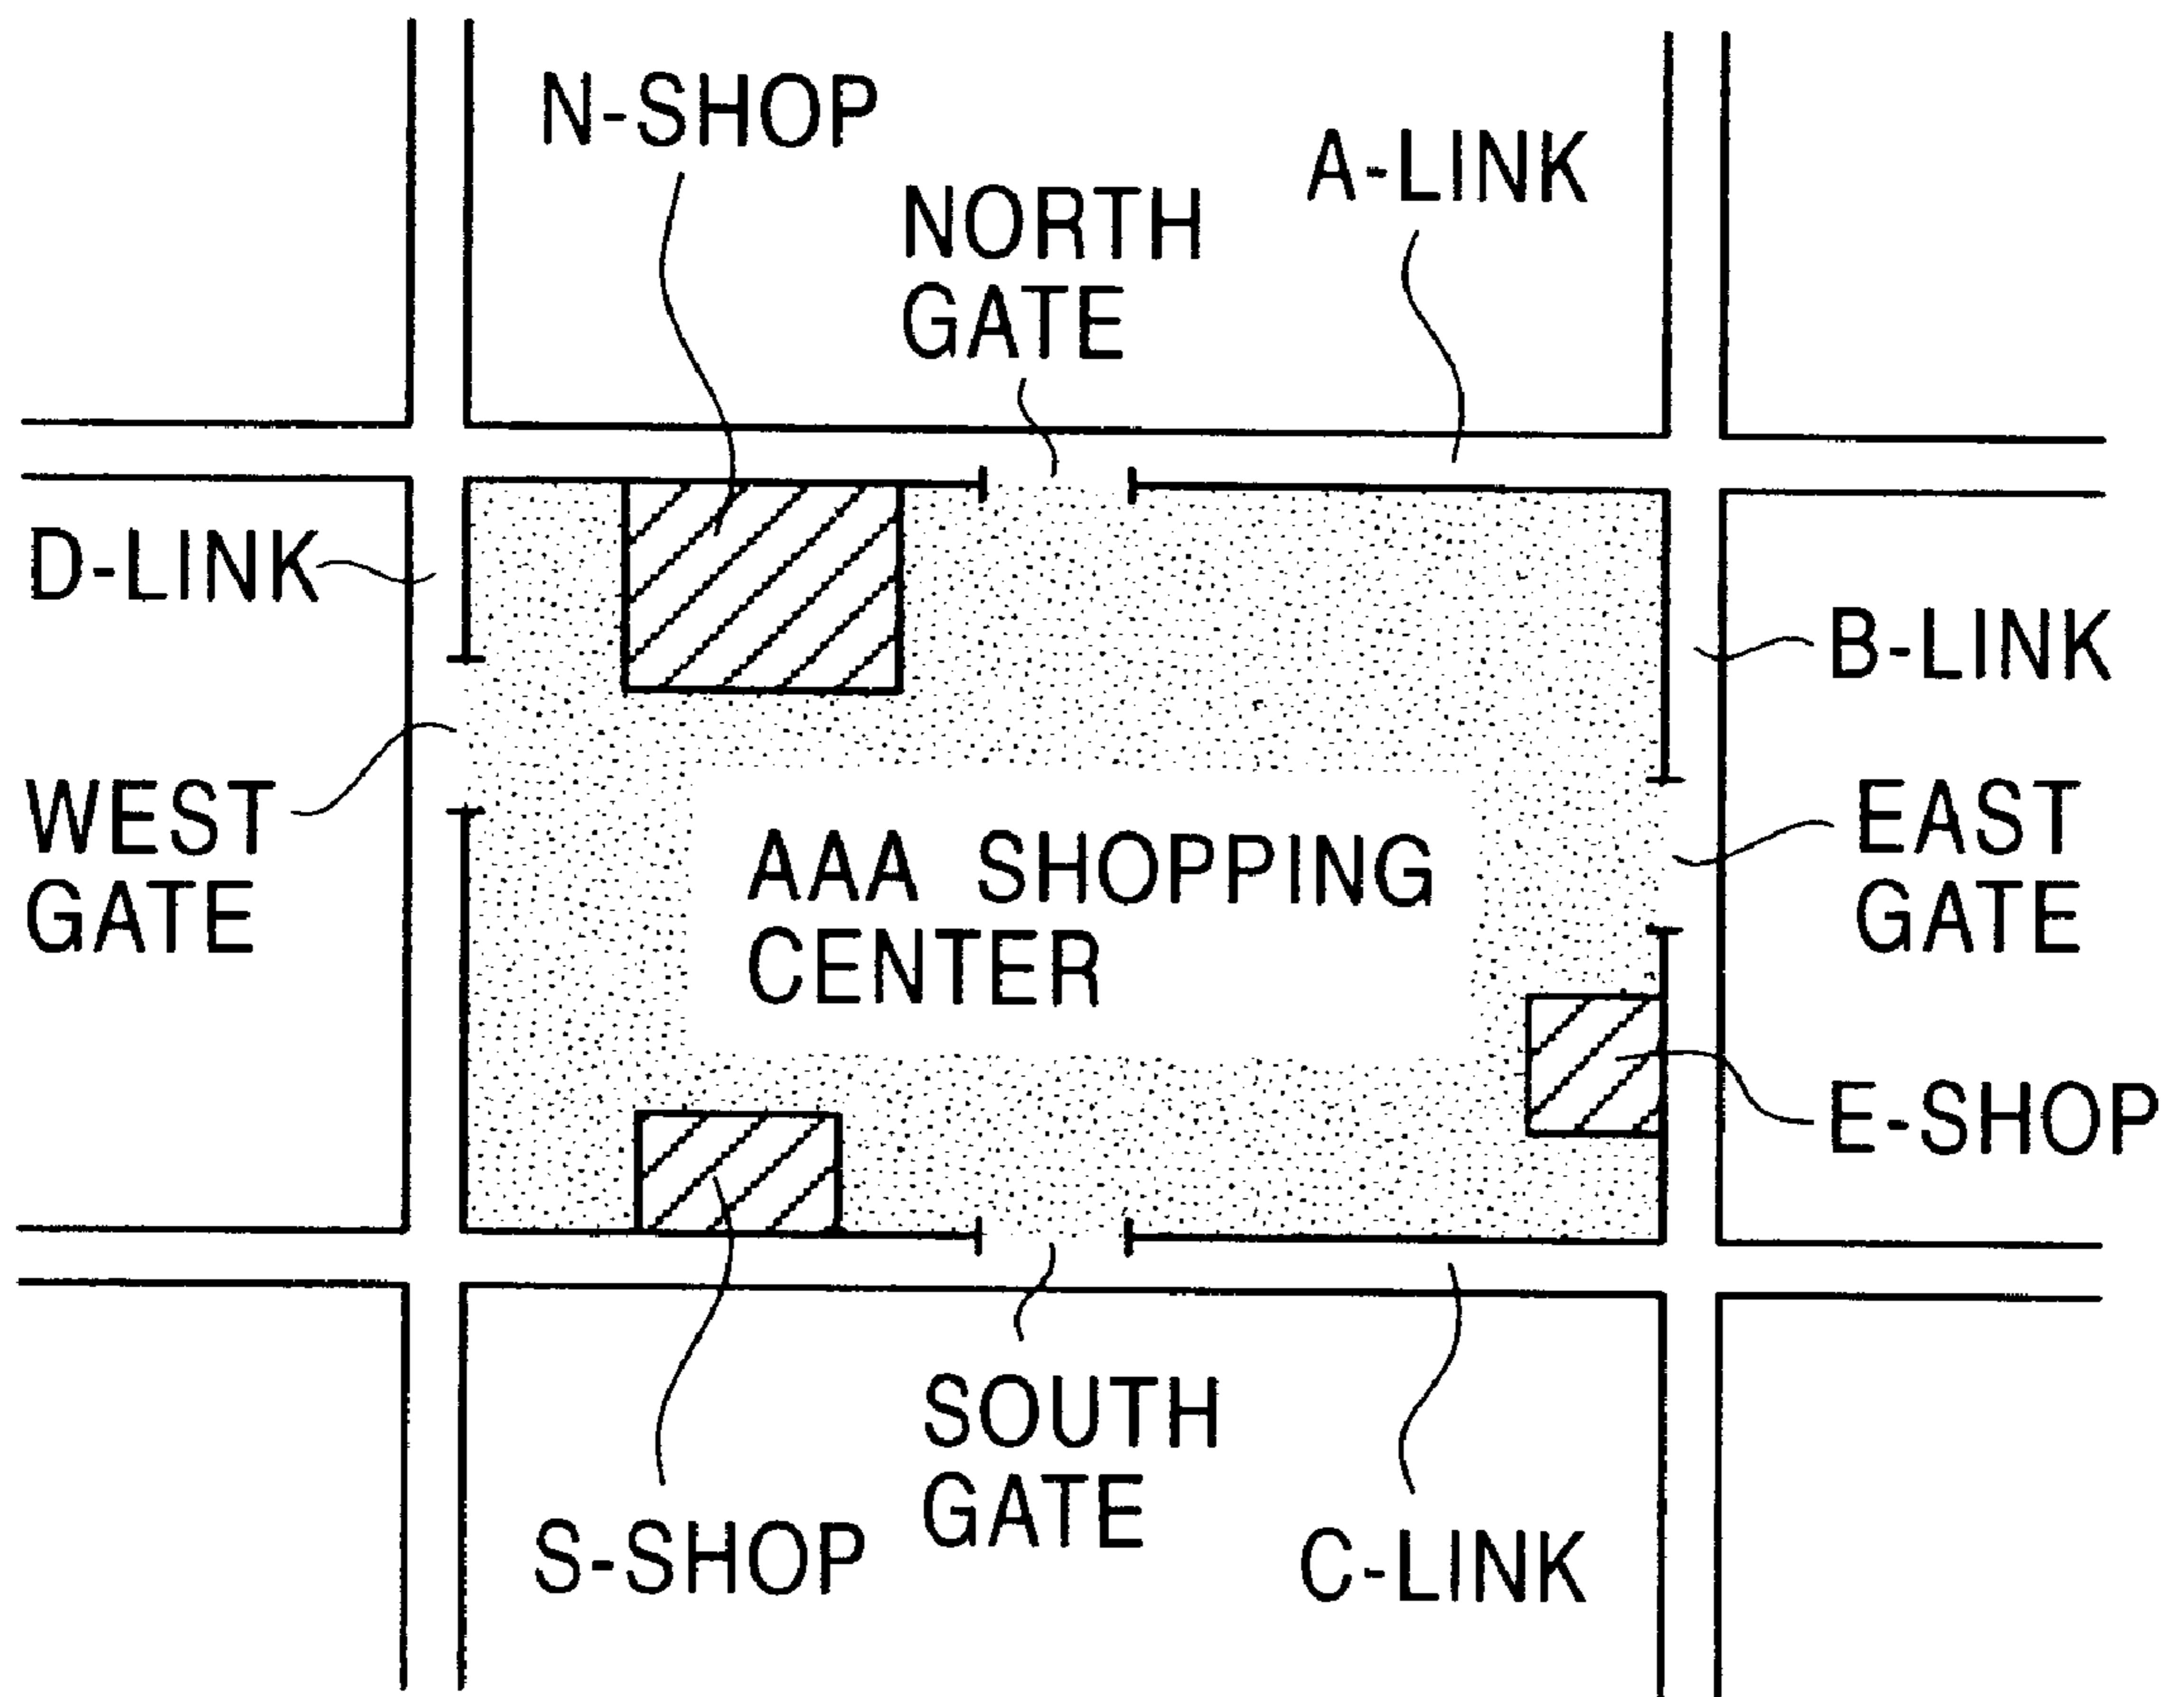 N-SHOP
A-LINK
NORTH
GATE
D-LINK
B-LINK
WEST
GATE
AAA SHOPPING
CENTER
EAST
GATE
E-SHOP
SOUTH
GATE
S-SHOP
C-LINK